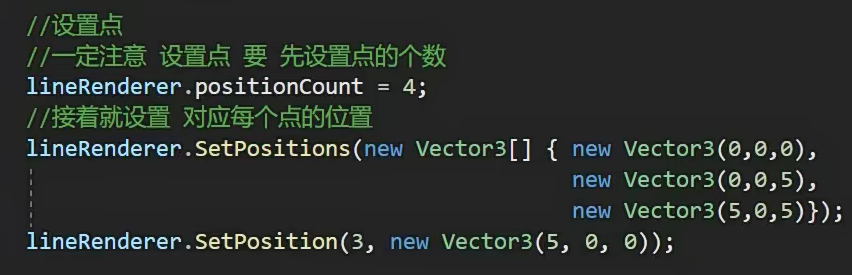 //设置点
//一定注意 设置点 要 先设置点的个数
lineRenderer.positionCount = 4;
//接着就设置 对应每个点的位置
lineRenderer.SetPositions(new Vector3[] { new Vector3(0,0,0),
new Vector3(0,0,5),
new Vector3(5,0,5)});
lineRenderer.SetPosition(3, new Vector3(5, 0, 0));